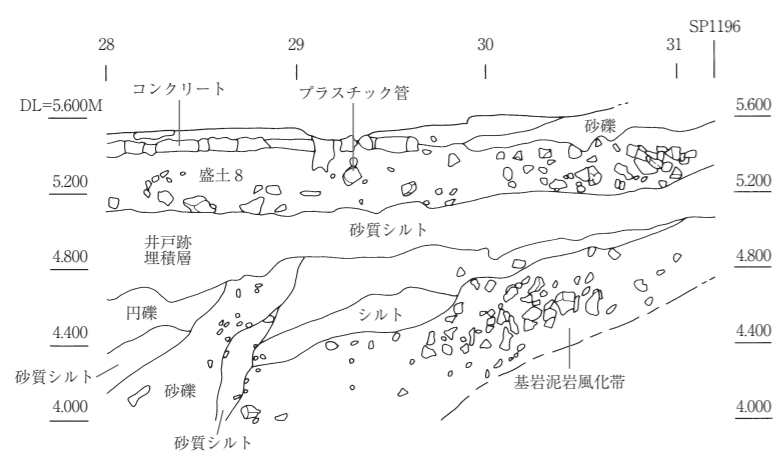 SP1196
28
29
30
31
コンクリート
プラスチック管
DL=5.600M
5.600
砂礫
盛土8
5.200
5.200
砂質シルト
井戸跡
埋積層
4.800
4.800
円礫
シルト
4.400
4.400
砂質シルト
砂礫
基岩泥岩風化帯
4.000
4.000
砂質シルト